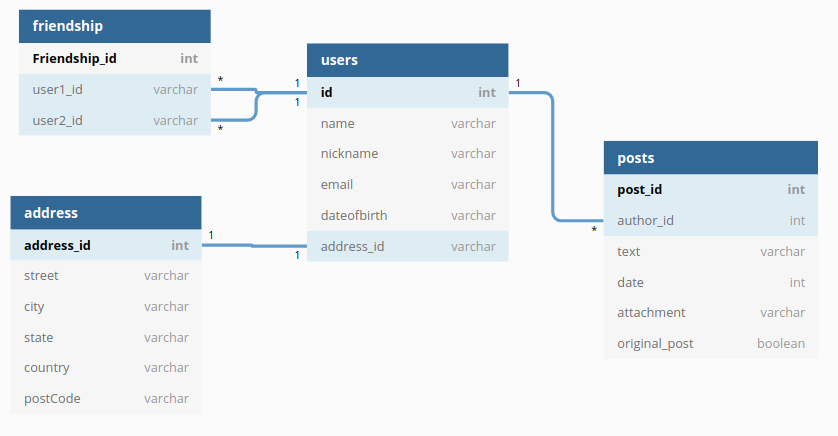 friendship
Friendship_id int
user1_id varchar
user2_id varchar
*
*
1
1
users
id int
name varchar
nickname varchar
email varchar
dateofbirth varchar
address_id varchar
1
*
posts
post_id int
author_id int
text varchar
date int
attachment varchar
original_post boolean
address
address_id int
street varchar
city varchar
state varchar
country varchar
postCode varchar
1
1